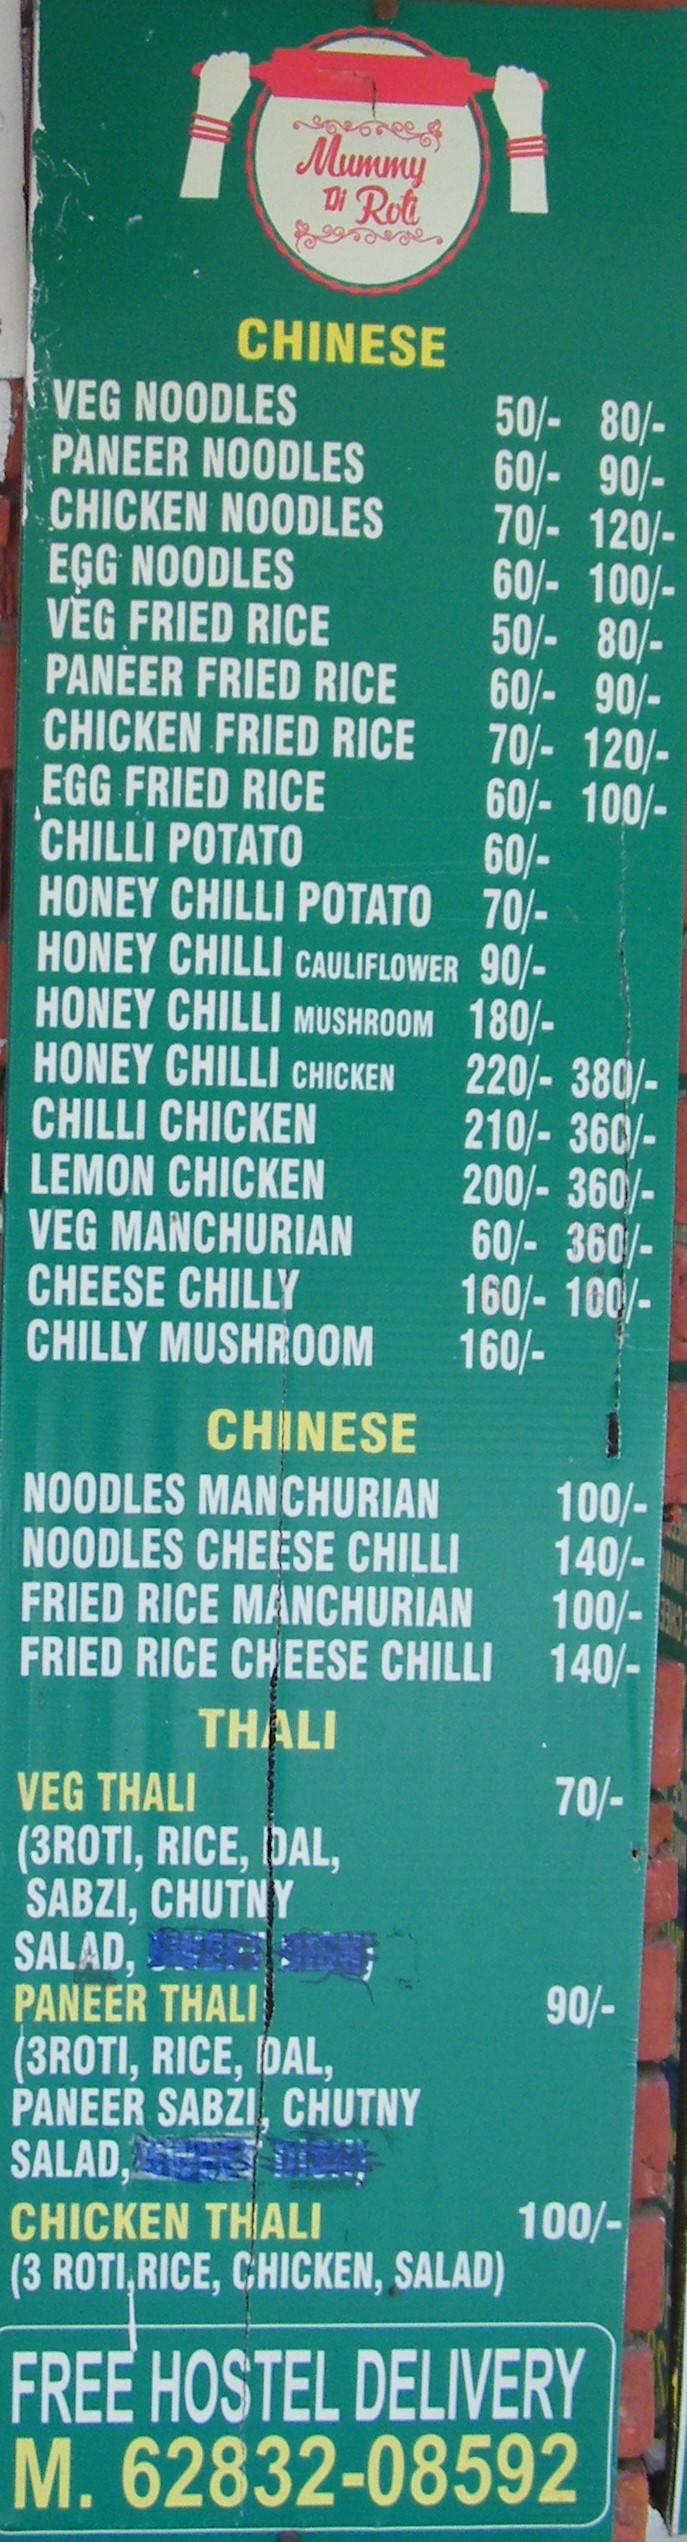 Mummy
Di Roti
CHINESE
VEG NOODLES 50/- 80/-
PANEER NOODLES 60/- 90/-
CHICKEN NOODLES 70/- 120/-
EGG NOODLES 60/- 100/-
VEG FRIED RICE 50/- 80/-
PANEER FRIED RICE 60/- 90/-
CHICKEN FRIED RICE 70/- 120/-
EGG FRIED RICE 60/- 100/-
CHILLI POTATO 60/-
HONEY CHILLI POTATO 70/-
HONEY CHILLI CAULIFLOWER 90/-
HONEY CHILLI MUSHROOM 180/-
HONEY CHILLI CHICKEN 220/- 380/-
CHILLI CHICKEN 210/- 360/-
LEMON CHICKEN 200/- 360/-
VEG MANCHURIAN 60/- 360/-
CHEESE CHILLY
CHILLY MUSHROOM 160/-
CHINESE
NOODLES MANCHURIAN 100/-
NOODLES CHEESE CHILLI 140/-
FRIED RICE MANCHURIAN 100/-
FRIED RICE CHEESE CHILLI 140/-
THALI
VEG THALI 70/-
(3ROTI, RICE, DAL,
SABZI, CHUTNY
SALAD,
PANEER THALI 90/-
(3ROTI, RICE, DAL,
PANEER SABZI, CHUTNY
SALAD,
CHICKEN THALI 100/-
(3 ROTI,RICE, CHICKEN, SALAD)
FREE HOSTEL DELIVERY
M. 62832-08592